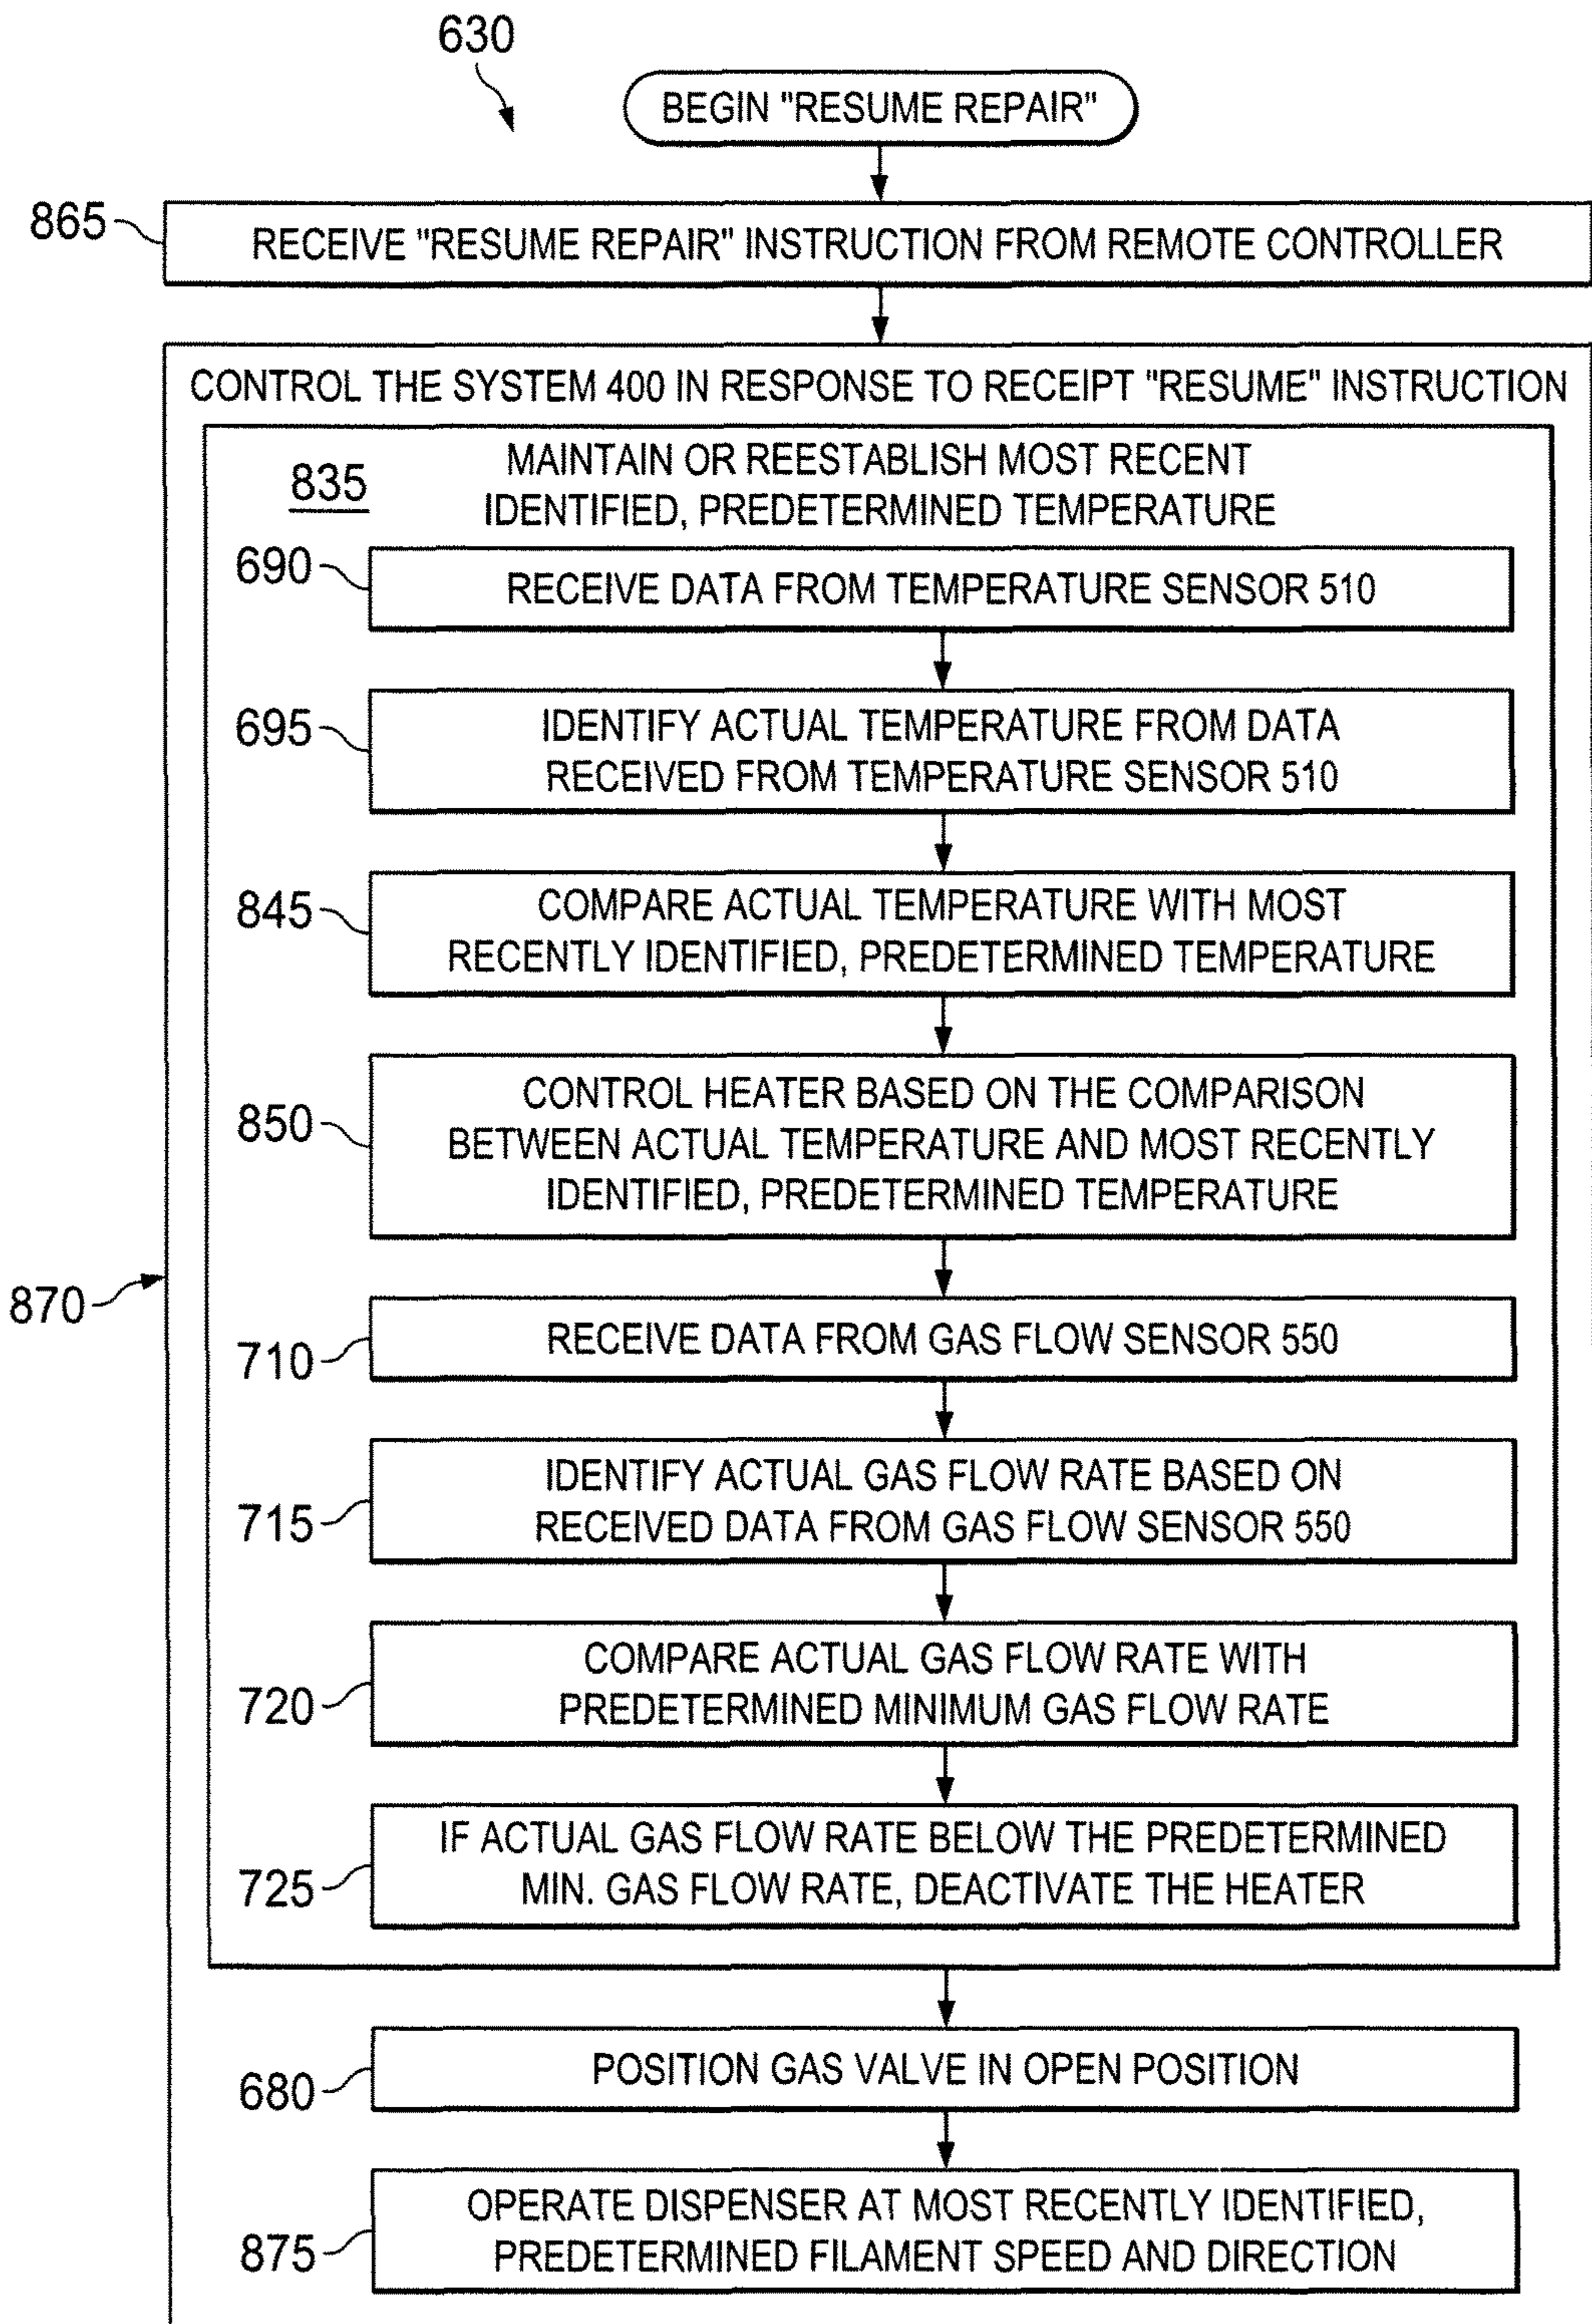 630
BEGIN "RESUME REPAIR"
865
RECEIVE "RESUME REPAIR" INSTRUCTION FROM REMOTE CONTROLLER
CONTROL THE SYSTEM 400 IN RESPONSE TO RECEIPT "RESUME" INSTRUCTION
835
MAINTAIN OR REESTABLISH MOST RECENT
IDENTIFIED, PREDETERMINED TEMPERATURE
690
RECEIVE DATA FROM TEMPERATURE SENSOR 510
695
IDENTIFY ACTUAL TEMPERATURE FROM DATA
RECEIVED FROM TEMPERATURE SENSOR 510
845
COMPARE ACTUAL TEMPERATURE WITH MOST
RECENTLY IDENTIFIED, PREDETERMINED TEMPERATURE
850
CONTROL HEATER BASED ON THE COMPARISON
BETWEEN ACTUAL TEMPERATURE AND MOST RECENTLY
IDENTIFIED, PREDETERMINED TEMPERATURE
870
710
RECEIVE DATA FROM GAS FLOW SENSOR 550
715
IDENTIFY ACTUAL GAS FLOW RATE BASED ON
RECEIVED DATA FROM GAS FLOW SENSOR 550
720
COMPARE ACTUAL GAS FLOW RATE WITH
PREDETERMINED MINIMUM GAS FLOW RATE
725
IF ACTUAL GAS FLOW RATE BELOW THE PREDETERMINED
MIN. GAS FLOW RATE, DEACTIVATE THE HEATER
680
POSITION GAS VALVE IN OPEN POSITION
875
OPERATE DISPENSER AT MOST RECENTLY IDENTIFIED,
PREDETERMINED FILAMENT SPEED AND DIRECTION